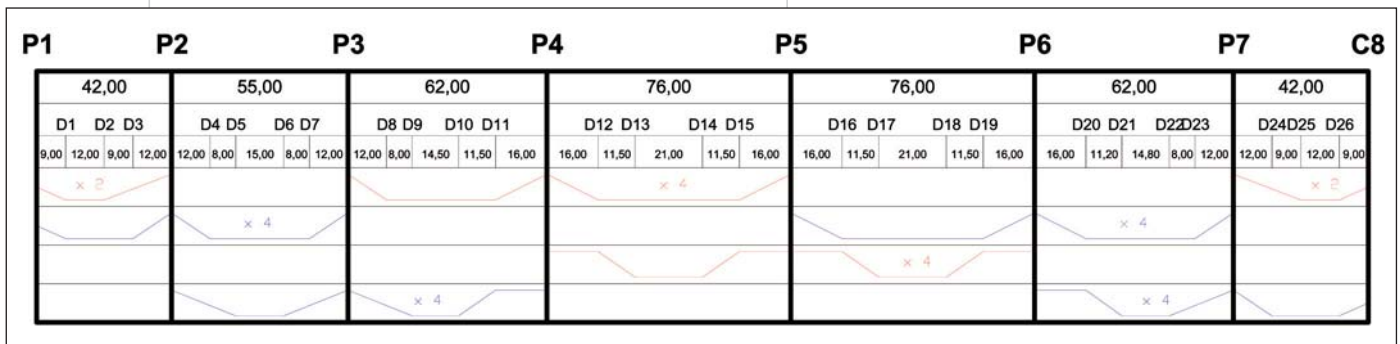 P1 P2 P3 P4 P5 P6 P7 C8
42,00 55,00 62,00 76,00 76,00 62,00 42,00
D1 D2 D3 D4 D5 D6 D7 D8 D9 D10 D11 D12 D13 D14 D15 D16 D17 D18 D19 D20 D21 D22 D23 D24 D25 D26
9,00 12,00 9,00 12,00 12,00 8,00 15,00 8,00 12,00 12,00 8,00 14,50 11,50 16,00 16,00 11,50 21,00 11,50 16,00 16,00 11,50 21,00 11,50 16,00 16,00 11,20 14,80 8,00 12,00 12,00 9,00 12,00 9,00
x 2 x 4 x 2
x 4 x 4
x 4
x 4 x 4